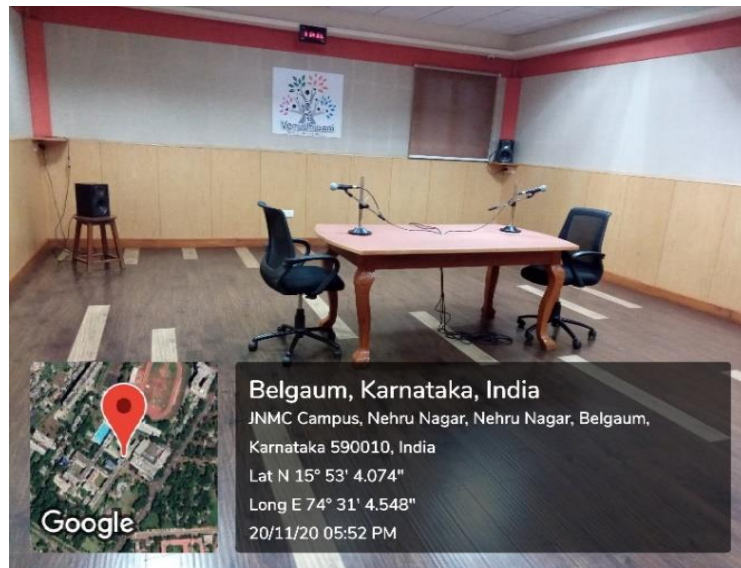 Venudhwani
Belgaum, Karnataka, India
JNMC Campus, Nehru Nagar, Nehru Nagar, Belgaum,
Karnataka 590010, India
Lat N 15° 53' 4.074"
Long E 74° 31' 4.548"
20/11/20 05:52 PM
Google